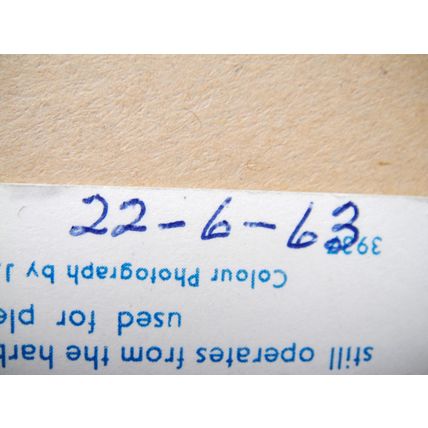 22-6-63
Colour Photograph by J.
used for
still operates from the